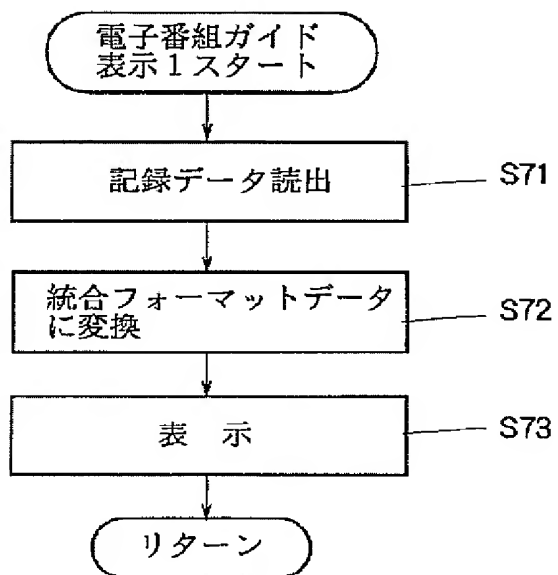 電子番組ガイド
表示1スタート
記録データ読出
S71
統合フォーマットデータ
に変換
S72
表 示
S73
リターン